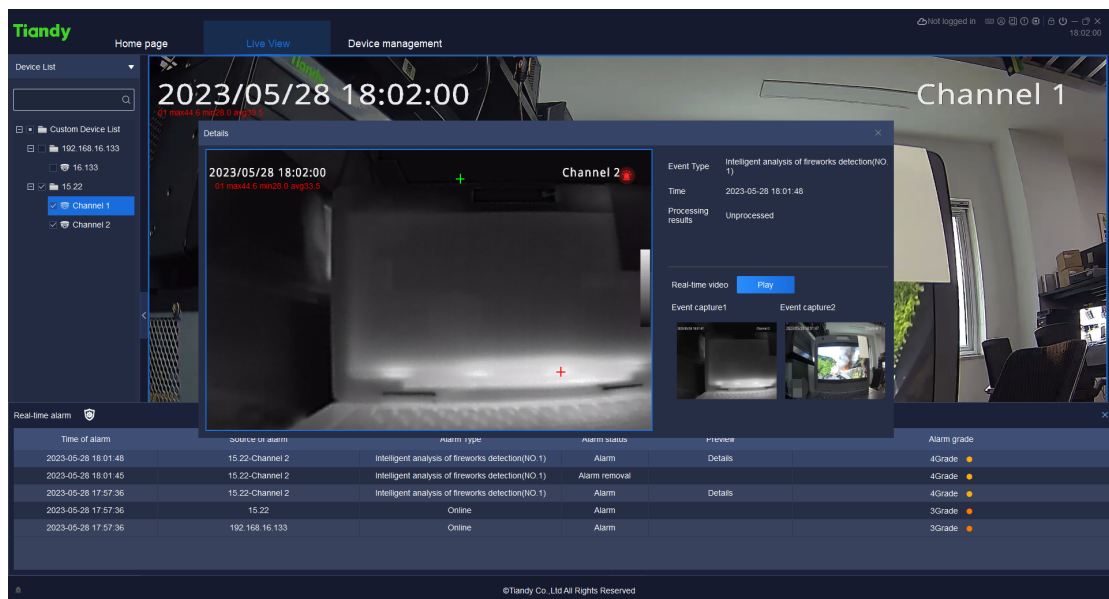 Tiandy
Home page
Live View
Device management
Not logged in
18:02:00
Device List
Custom Device List
192.168.16.133
16.133
15.22
Channel 1
Channel 2
Tiandy
2023/05/28 18:02:00
Channel 1
01 max44.6 min28.0 avg33.5
Details
2023/05/28 18:02:00
Channel 2
01 max44.6 min28.0 avg33.5
Event Type
Intelligent analysis of fireworks detection(NO.
1)
Time
2023-05-28 18:01:48
Processing
results
Unprocessed
Real-time video
Play
Event capture1
Event capture2
Real-time alarm
Time of alarm Source of alarm Alarm Type Alarm status Preview Alarm grade
2023-05-28 18:01:48 15.22-Channel 2 Intelligent analysis of fireworks detection(NO.1) Alarm Details 4Grade
2023-05-28 18:01:45 15.22-Channel 2 Intelligent analysis of fireworks detection(NO.1) Alarm removal 4Grade
2023-05-28 17:57:36 15.22-Channel 2 Intelligent analysis of fireworks detection(NO.1) Alarm Details 4Grade
2023-05-28 17:57:36 15.22 Online Alarm 3Grade
2023-05-28 17:57:36 192.168.16.133 Online Alarm 3Grade
©Tiandy Co.,Ltd All Rights Reserved